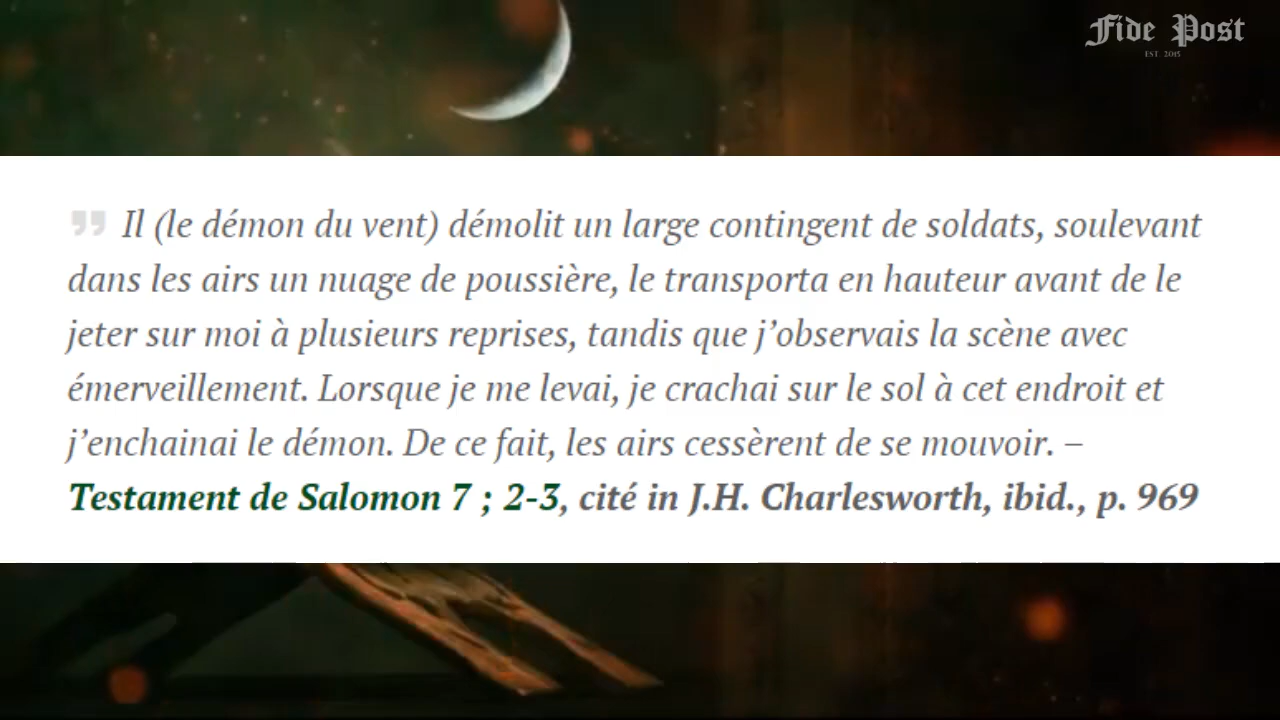 Fide Post
EST. 2015
” Il (le démon du vent) démolit un large contingent de soldats, soulevant
dans les airs un nuage de poussière, le transporta en hauteur avant de le
jeter sur moi à plusieurs reprises, tandis que j’observais la scène avec
émerveillement. Lorsque je me levai, je crachai sur le sol à cet endroit et
j’enchainai le démon. De ce fait, les airs cessèrent de se mouvoir. –
Testament de Salomon 7 ; 2-3, cité in J.H. Charlesworth, ibid., p. 969